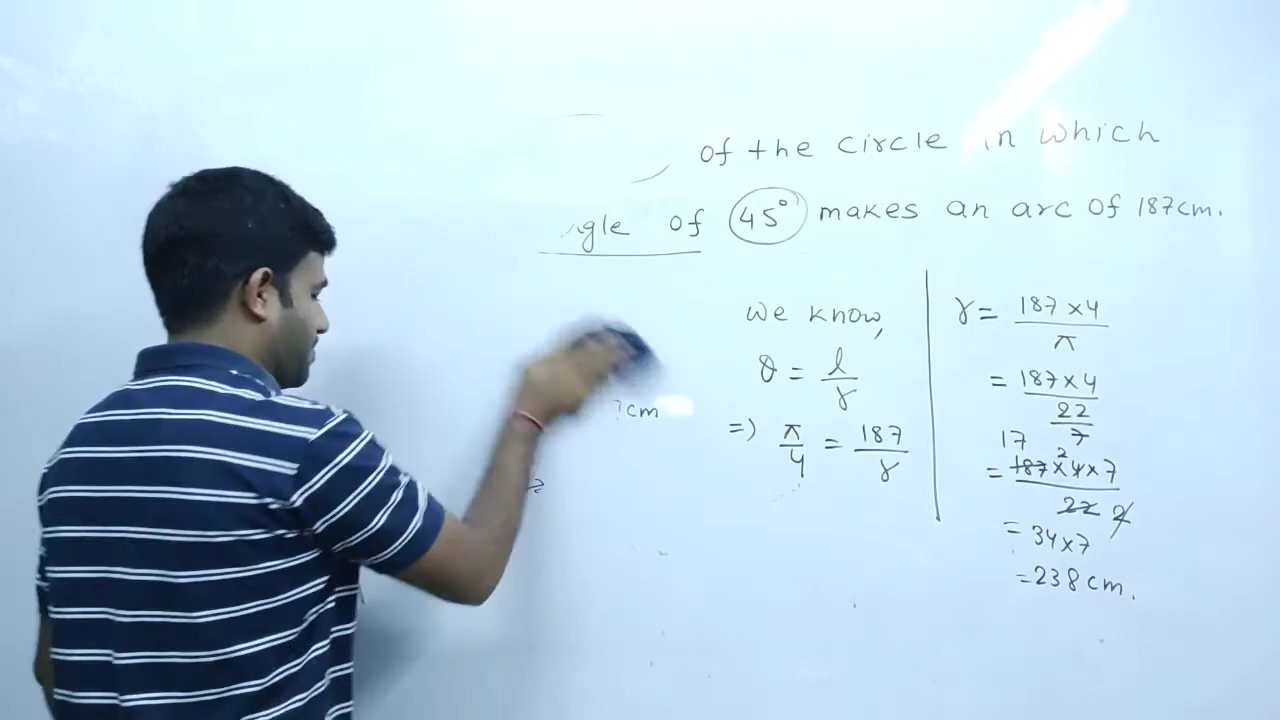 of the circle in which
of 45° makes an arc of 187cm.
cm
we know,
θ = l/r
=) π/4 = 187/r
r = 187 x 4/π
= 187 x 4/22/7
17 2
= 187 x 4 x 7/22 2
= 34 x 7
= 238 cm.